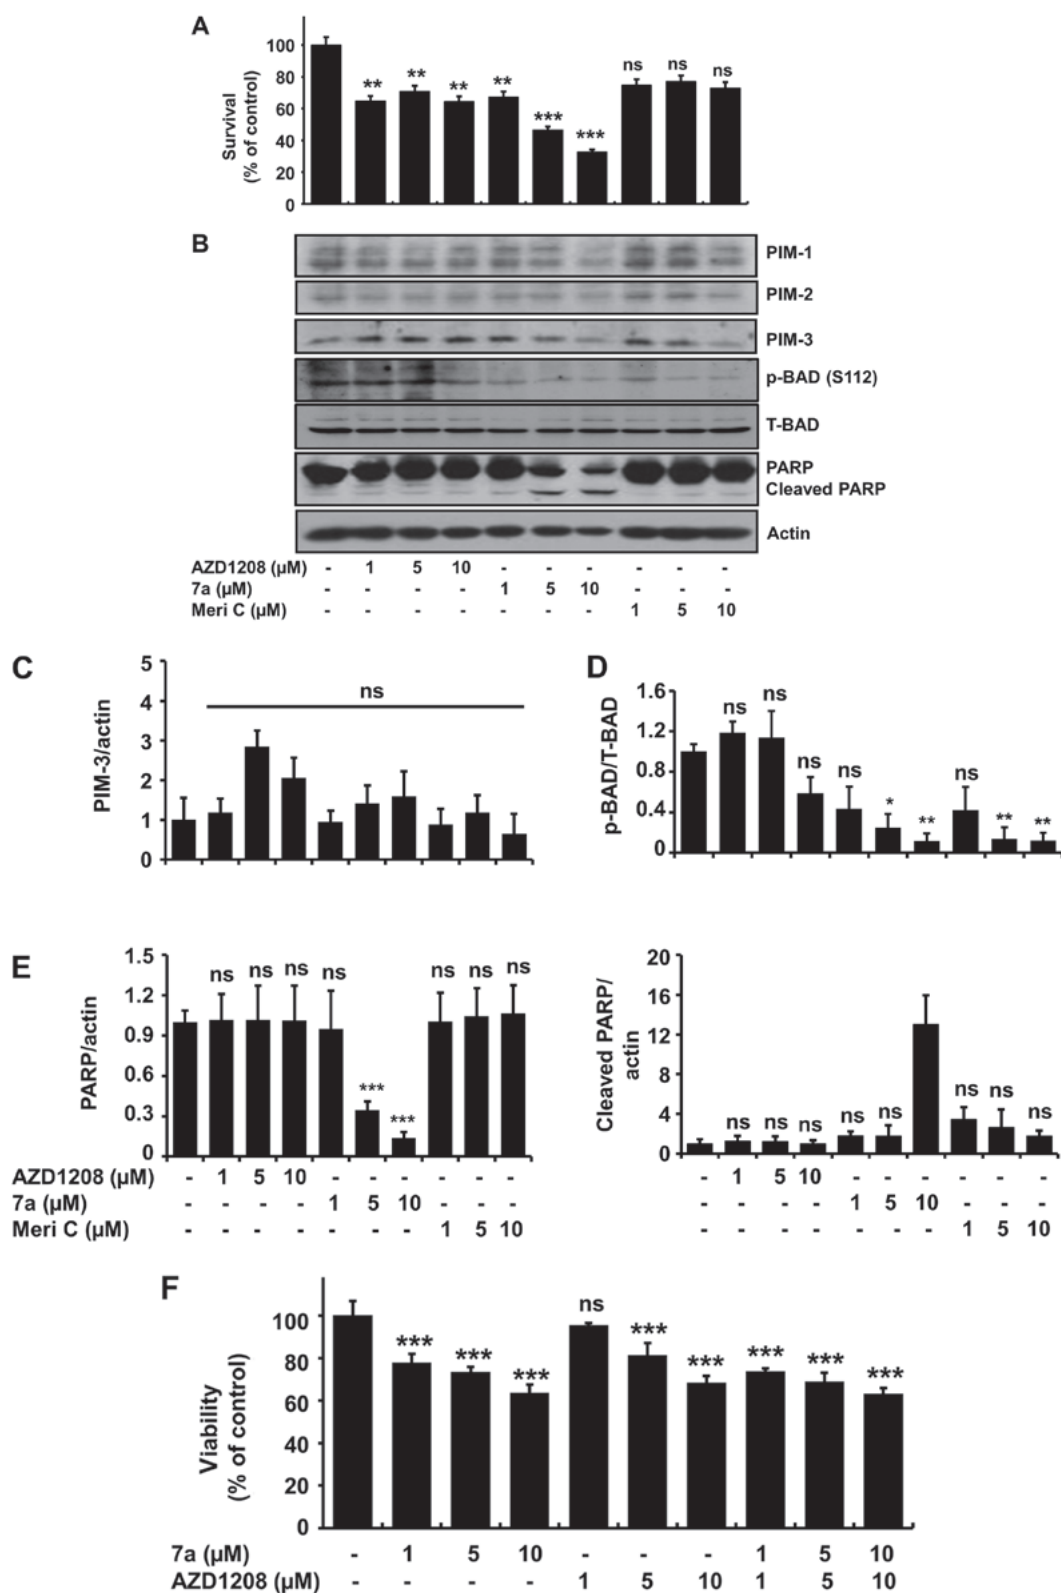 A
Survival
(% of control)
100
80
60
40
20
0
** ** ** ** *** *** ns ns ns
B
PIM-1
PIM-2
PIM-3
p-BAD (S112)
T-BAD
PARP
Cleaved PARP
Actin
AZD1208 (μM) - 1 5 10 - - - - - -
7a (μM) - - - - 1 5 10 - - -
Meri C (μM) - - - - - - - 1 5 10
C
PIM-3/actin
5
4
3
2
1
0
ns
D
p-BAD/T-BAD
1.6
1.2
0.8
0.4
0
ns ns ns ns * ** ns ** **
E
PARP/actin
1.5
1.2
0.9
0.6
0.3
0
ns ns ns ns *** *** ns ns ns
Cleaved PARP/
actin
20
16
12
8
4
0
ns ns ns ns ns ns ns ns
AZD1208 (μM) - 1 5 10 - - - - - - - 1 5 10 - - - - - -
7a (μM) - - - - 1 5 10 - - - - - - - 1 5 10 - - -
Meri C (μM) - - - - - - - 1 5 10 - - - - - - - 1 5 10
F
Viability
(% of control)
100
80
60
40
20
0
*** *** *** ns *** *** *** *** ***
7a (μM) - 1 5 10 - - - 1 5 10
AZD1208 (μM) - - - - 1 5 10 1 5 10